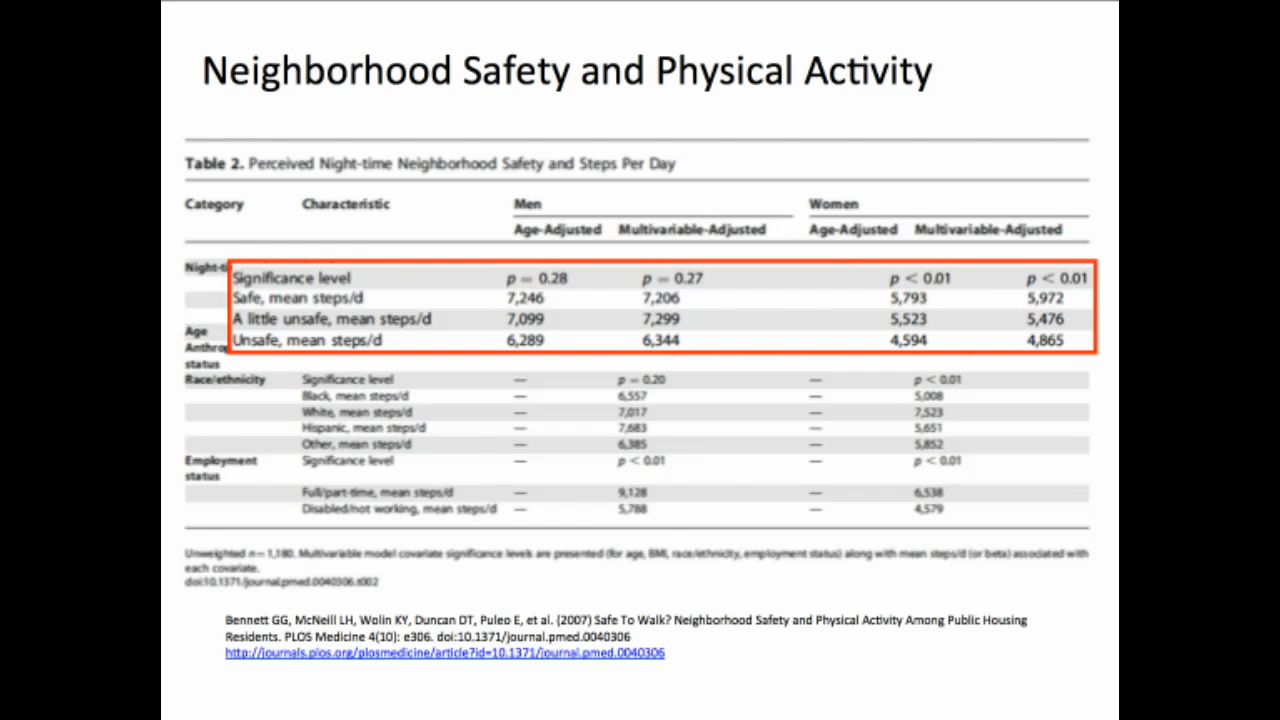 Neighborhood Safety and Physical Activity
Table 2. Perceived Night-time Neighborhood Safety and Steps Per Day
Category Characteristic Men Women
Age-Adjusted Multivariable-Adjusted Age-Adjusted Multivariable-Adjusted
Night-t
Significance level p = 0.28 p = 0.27 p < 0.01 p < 0.01
Safe, mean steps/d 7,246 7,206 5,793 5,972
A little unsafe, mean steps/d 7,099 7,299 5,523 5,476
Age
Unsafe, mean steps/d 6,289 6,344 4,594 4,865
Anthro
status
Race/ethnicity Significance level — p = 0.20 — p < 0.01
Black, mean steps/d — 6,557 — 5,008
White, mean steps/d — 7,017 — 7,523
Hispanic, mean steps/d — 7,683 — 5,651
Other, mean steps/d — 6,385 — 5,852
Employment Significance level — p < 0.01 — p < 0.01
status
Full/part-time, mean steps/d — 9,128 — 6,538
Disabled/not working, mean steps/d — 5,788 — 4,579
Unweighted n = 1,180. Multivariable model covariate significance levels are presented (for age, BMI, race/ethnicity, employment status) along with mean steps/d (or beta) associated with
each covariate.
doi:10.1371/journal.pmed.0040306.t002
Bennett GG, McNeill LH, Wolin KY, Duncan DT, Puleo E, et al. (2007) Safe To Walk? Neighborhood Safety and Physical Activity Among Public Housing
Residents. PLOS Medicine 4(10): e306. doi:10.1371/journal.pmed.0040306
http://journals.plos.org/plosmedicine/article?id=10.1371/journal.pmed.0040306